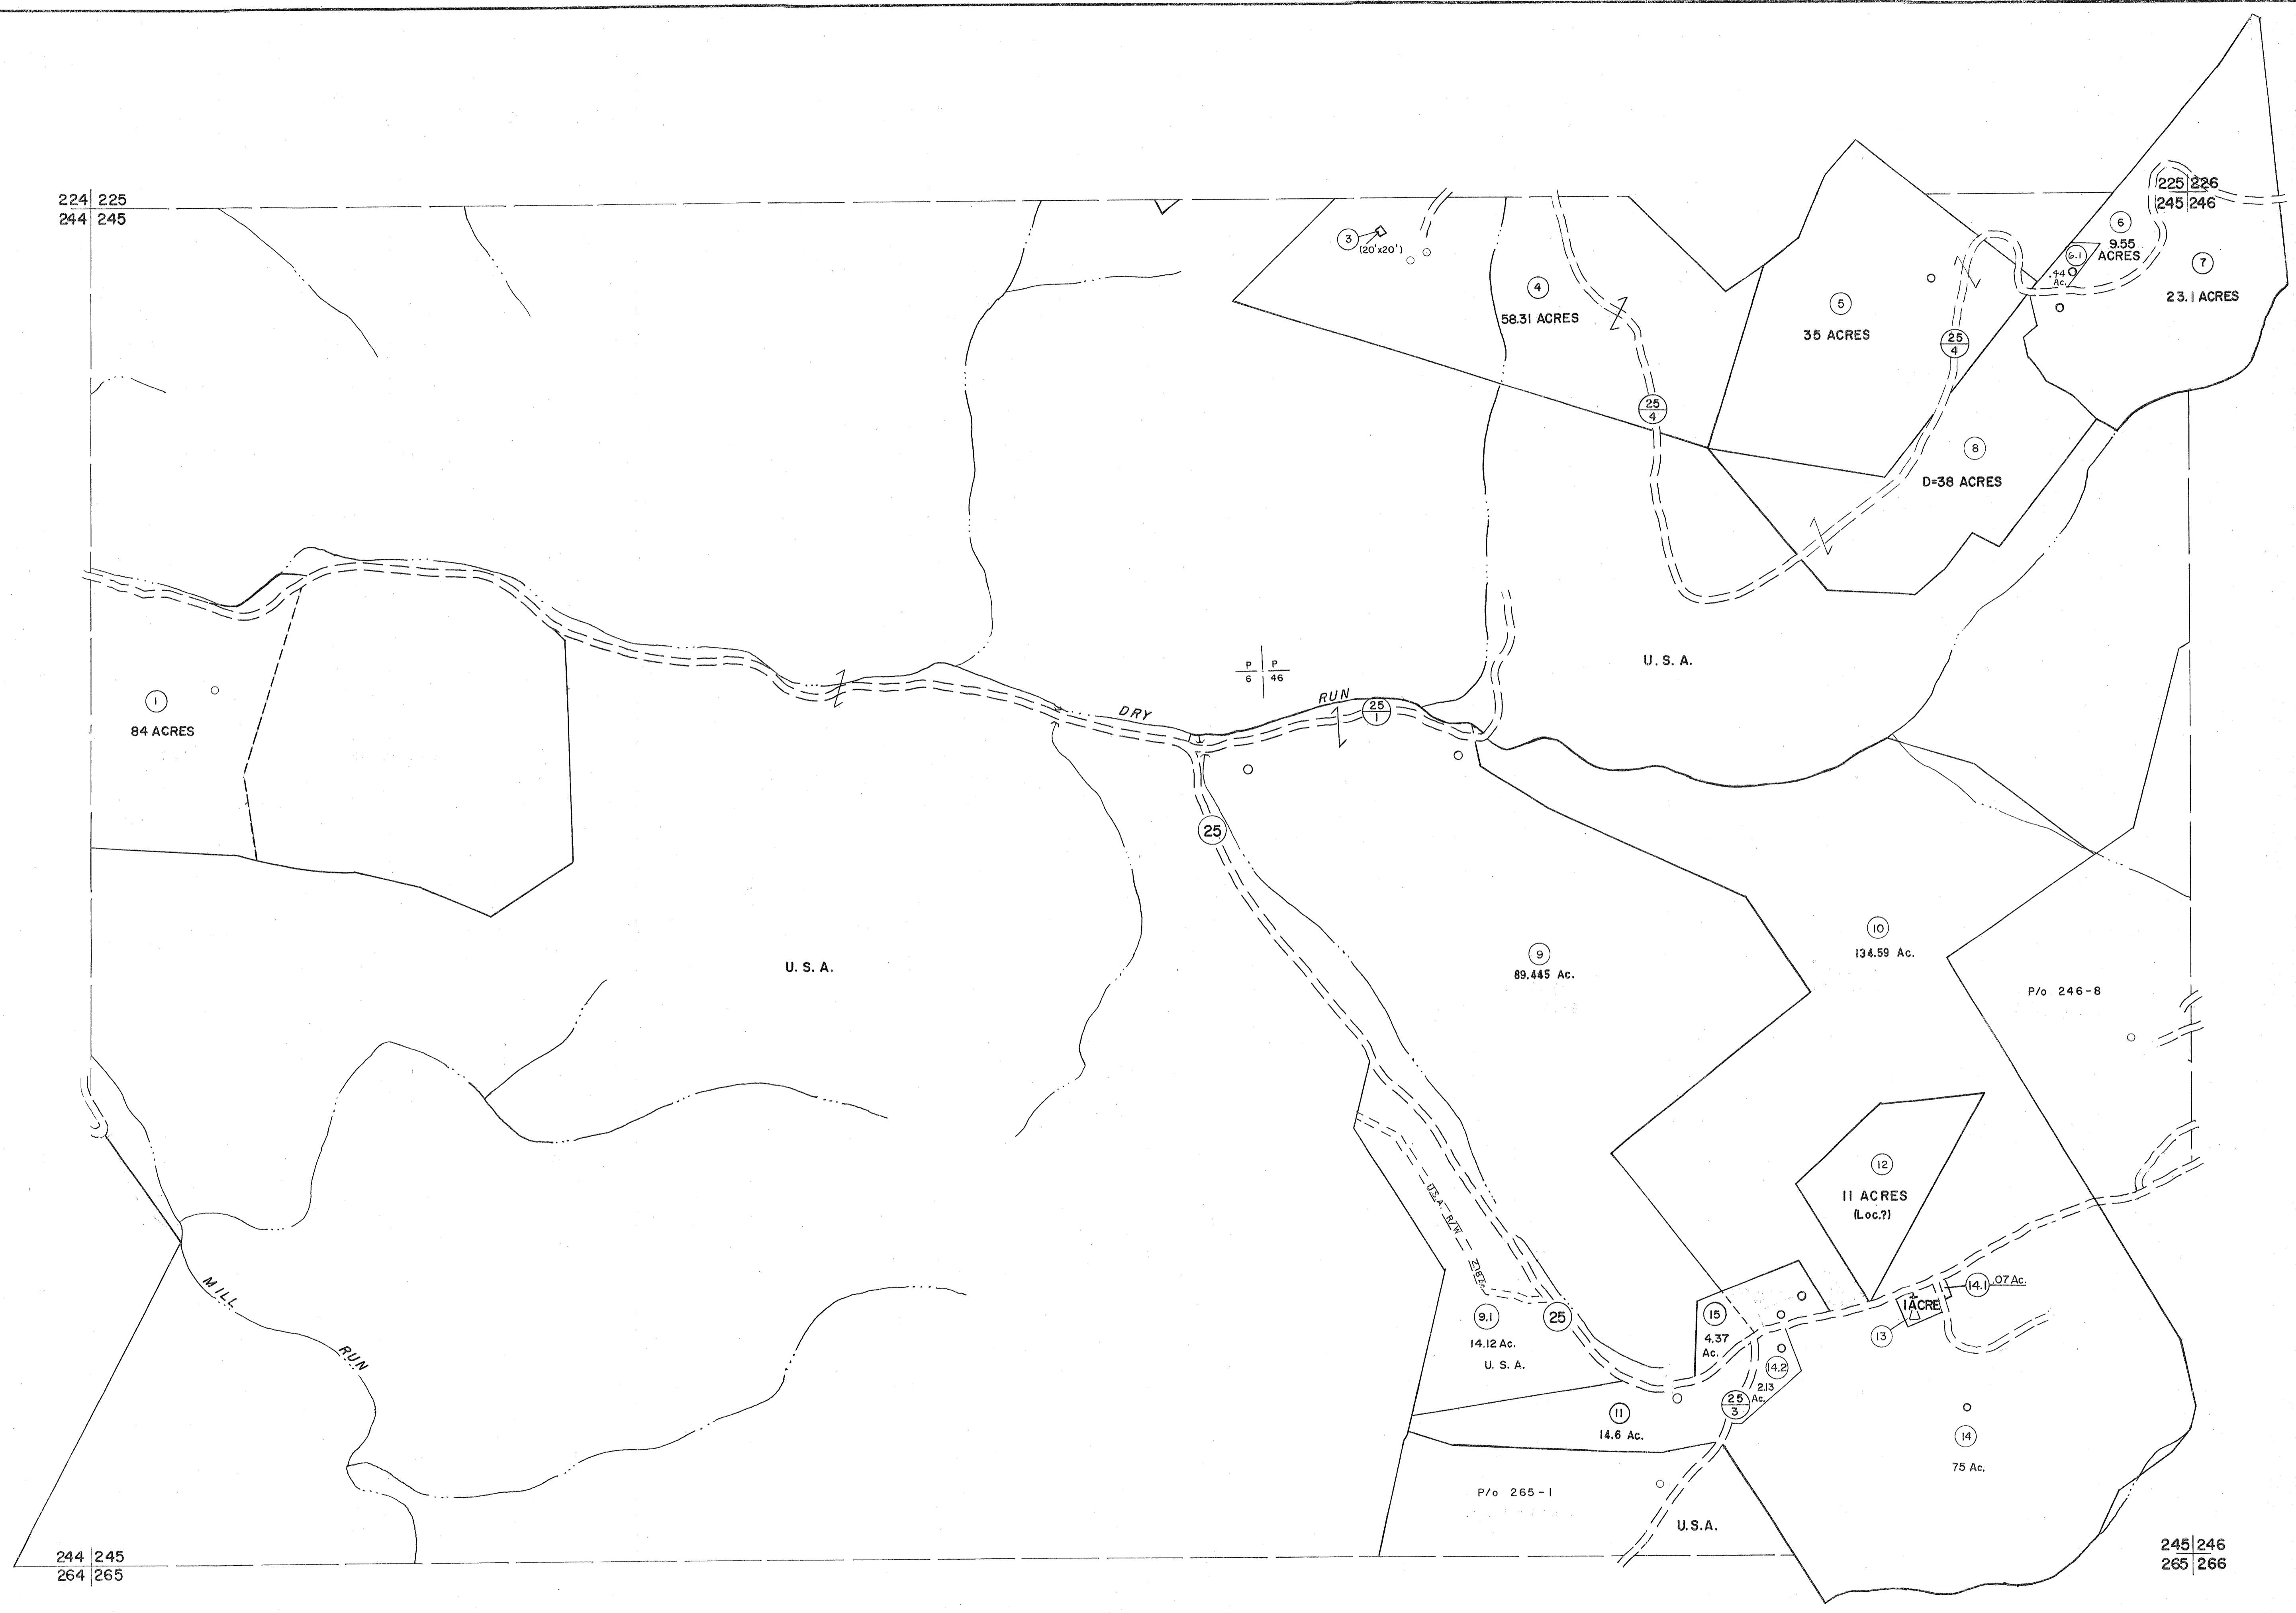 224 225
244 245
225 226
245 246
6
9.55
ACRES
6.1
.44
Ac.
7
23.1 ACRES
3
(20'x20')
4
58.31 ACRES
5
35 ACRES
25
4
25
4
8
D=38 ACRES
U. S. A.
P P
6 46
DRY RUN
25
1
1
84 ACRES
25
U. S. A.
9
89.445 Ac.
10
134.59 Ac.
P/o 246-8
12
11 ACRES
(Loc.?)
U.S.A. R/W
MILL RUN
14.1 .07 Ac.
1 ACRE
13
15
4.37
Ac.
9.1
14.12 Ac.
U. S. A.
25
14.2
2.13
Ac.
25
3
11
14.6 Ac.
14
75 Ac.
P/o 265-1
U.S.A.
244 245
264 265
245 246
265 266